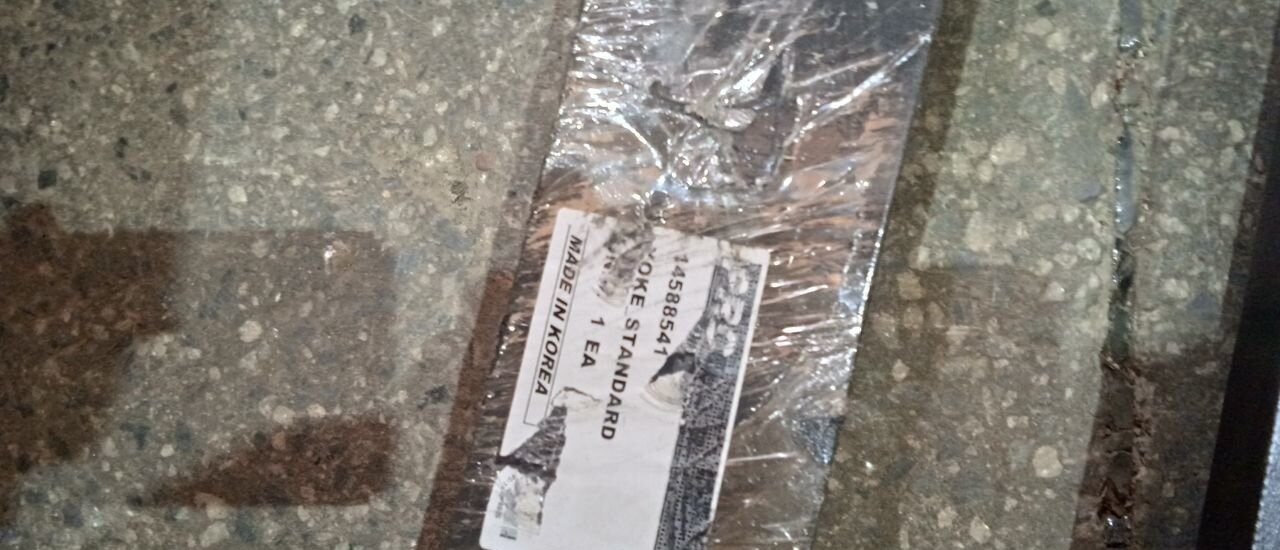 14588541
YOKE STANDARD
1 EA
MADE IN KOREA